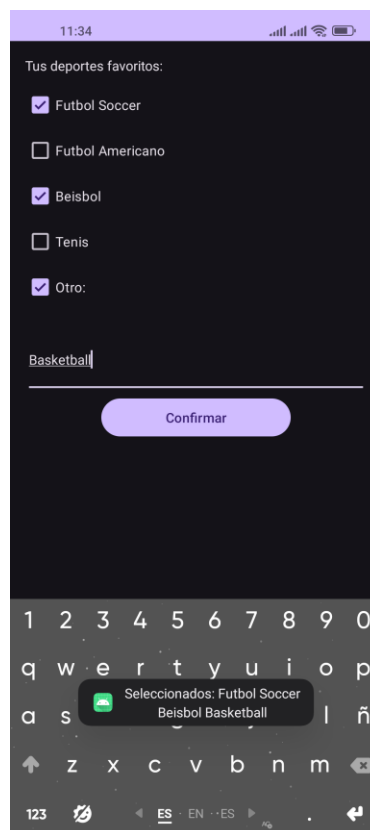 11:34
Tus deportes favoritos:
Futbol Soccer
Futbol Americano
Beisbol
Tenis
Otro:
Basketball
Confirmar
1 2 3 4 5 6 7 8 9 0
q w e r t y u i o p
Seleccionados: Futbol Soccer
Beisbol Basketball
a s l ñ
z x c v b n m
123 ES · EN · ·ES .